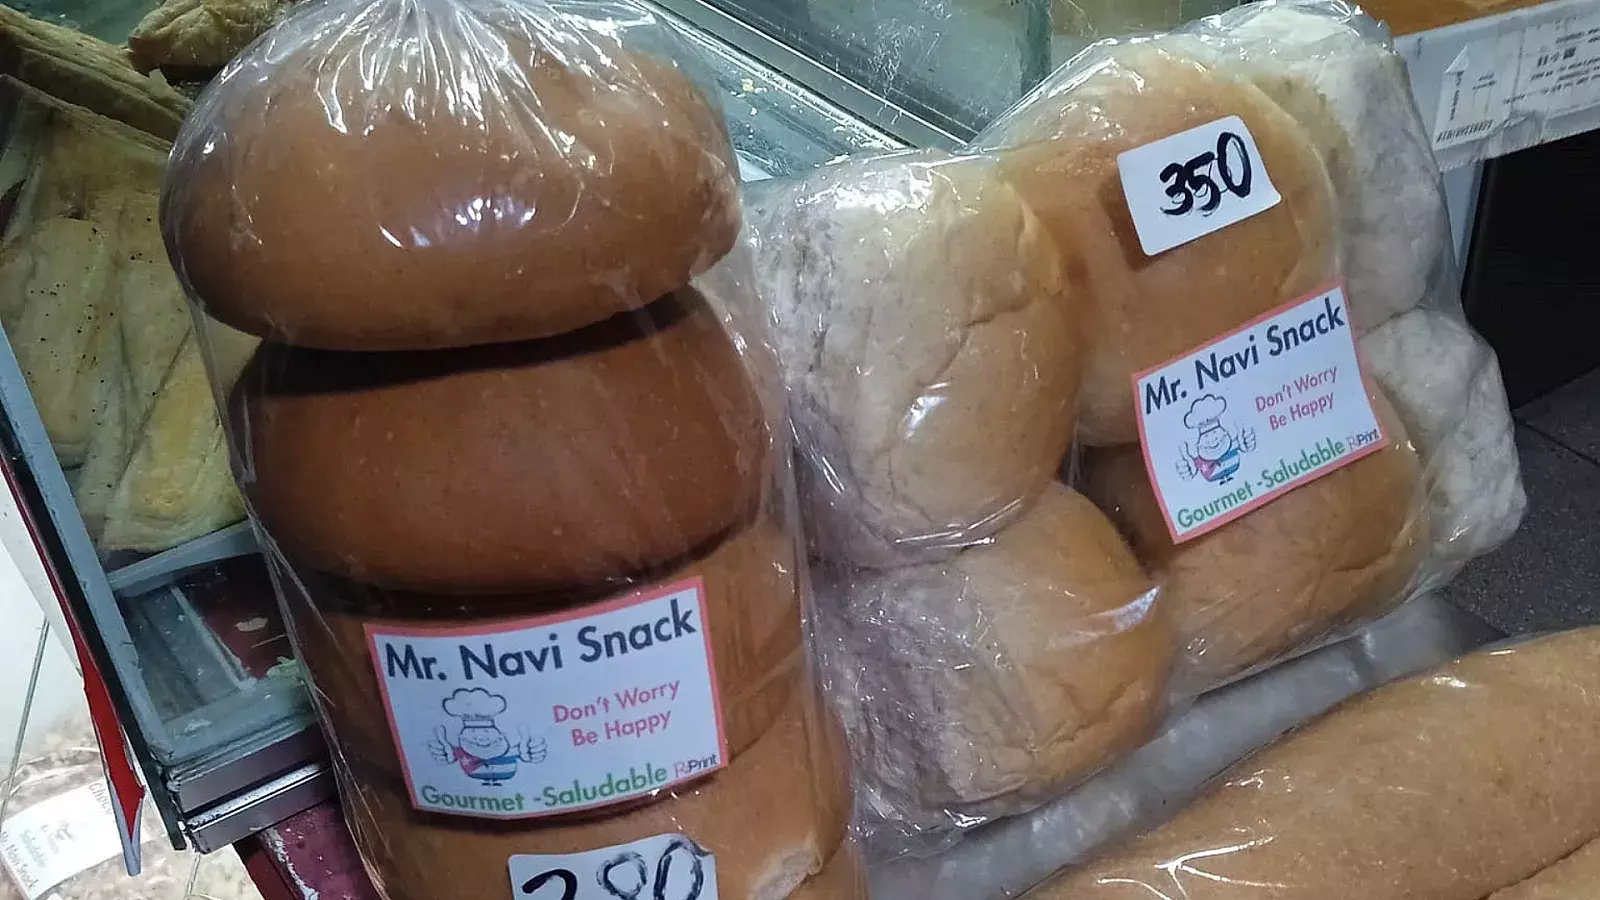 Mr. Navi Snack
Don't Worry
Be Happy
Gourmet -Saludable RPrint
280
350
Mr. Navi Snack
Don't Worry
Be Happy
Gourmet -Saludable RPrint
Saludable